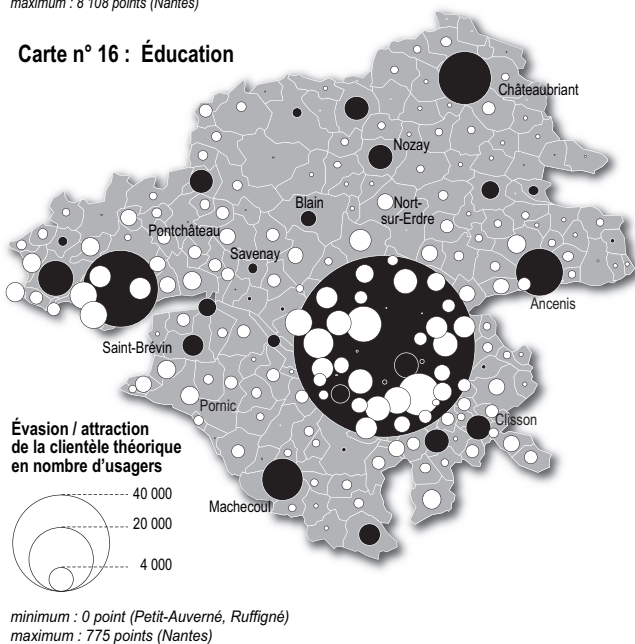 maximum : 8 108 points (Nantes)
Carte n° 16 : Éducation
Châteaubriant
Nozay
Blain
Nort-
sur-Erdre
Pontchâteau
Savenay
Ancenis
Saint-Brévin
Pornic
Clisson
Machecoul
Évasion / attraction
de la clientèle théorique
en nombre d'usagers
40 000
20 000
4 000
minimum : 0 point (Petit-Auverné, Ruffigné)
maximum : 775 points (Nantes)